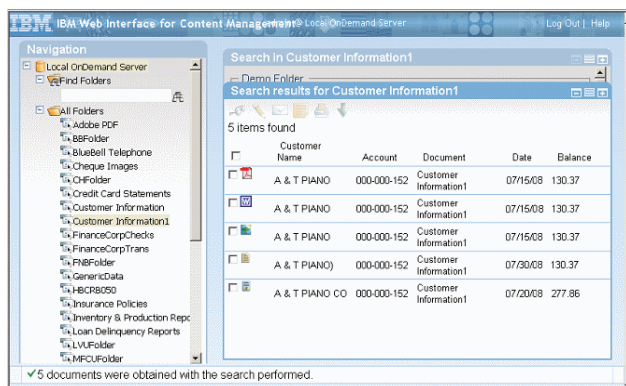 IBM Web Interface for Content Management
Local OnDemand Server
Log Out | Help
Navigation
Local OnDemand Server
Find Folders
All Folders
Adobe PDF
BBFolder
BlueBell Telephone
Cheque Images
CHFolder
Credit Card Statements
Customer Information
Customer Information1
FinanceCorpChecks
FinanceCorpTrans
FNBFolder
GenericData
HBCRB050
Insurance Policies
Inventory & Production Repo
Loan Delinquency Reports
LVUFolder
MFCUFolder
Search in Customer Information1
Demo Folder
Search results for Customer Information1
5 items found
Customer Name Account Document Date Balance
A & T PIANO 000-000-152 Customer Information1 07/15/08 130.37
A & T PIANO 000-000-152 Customer Information1 07/15/08 130.37
A & T PIANO 000-000-152 Customer Information1 07/15/08 130.37
A & T PIANO) 000-000-152 Customer Information1 07/30/08 130.37
A & T PIANO CO 000-000-152 Customer Information1 07/20/08 277.86
5 documents were obtained with the search performed.